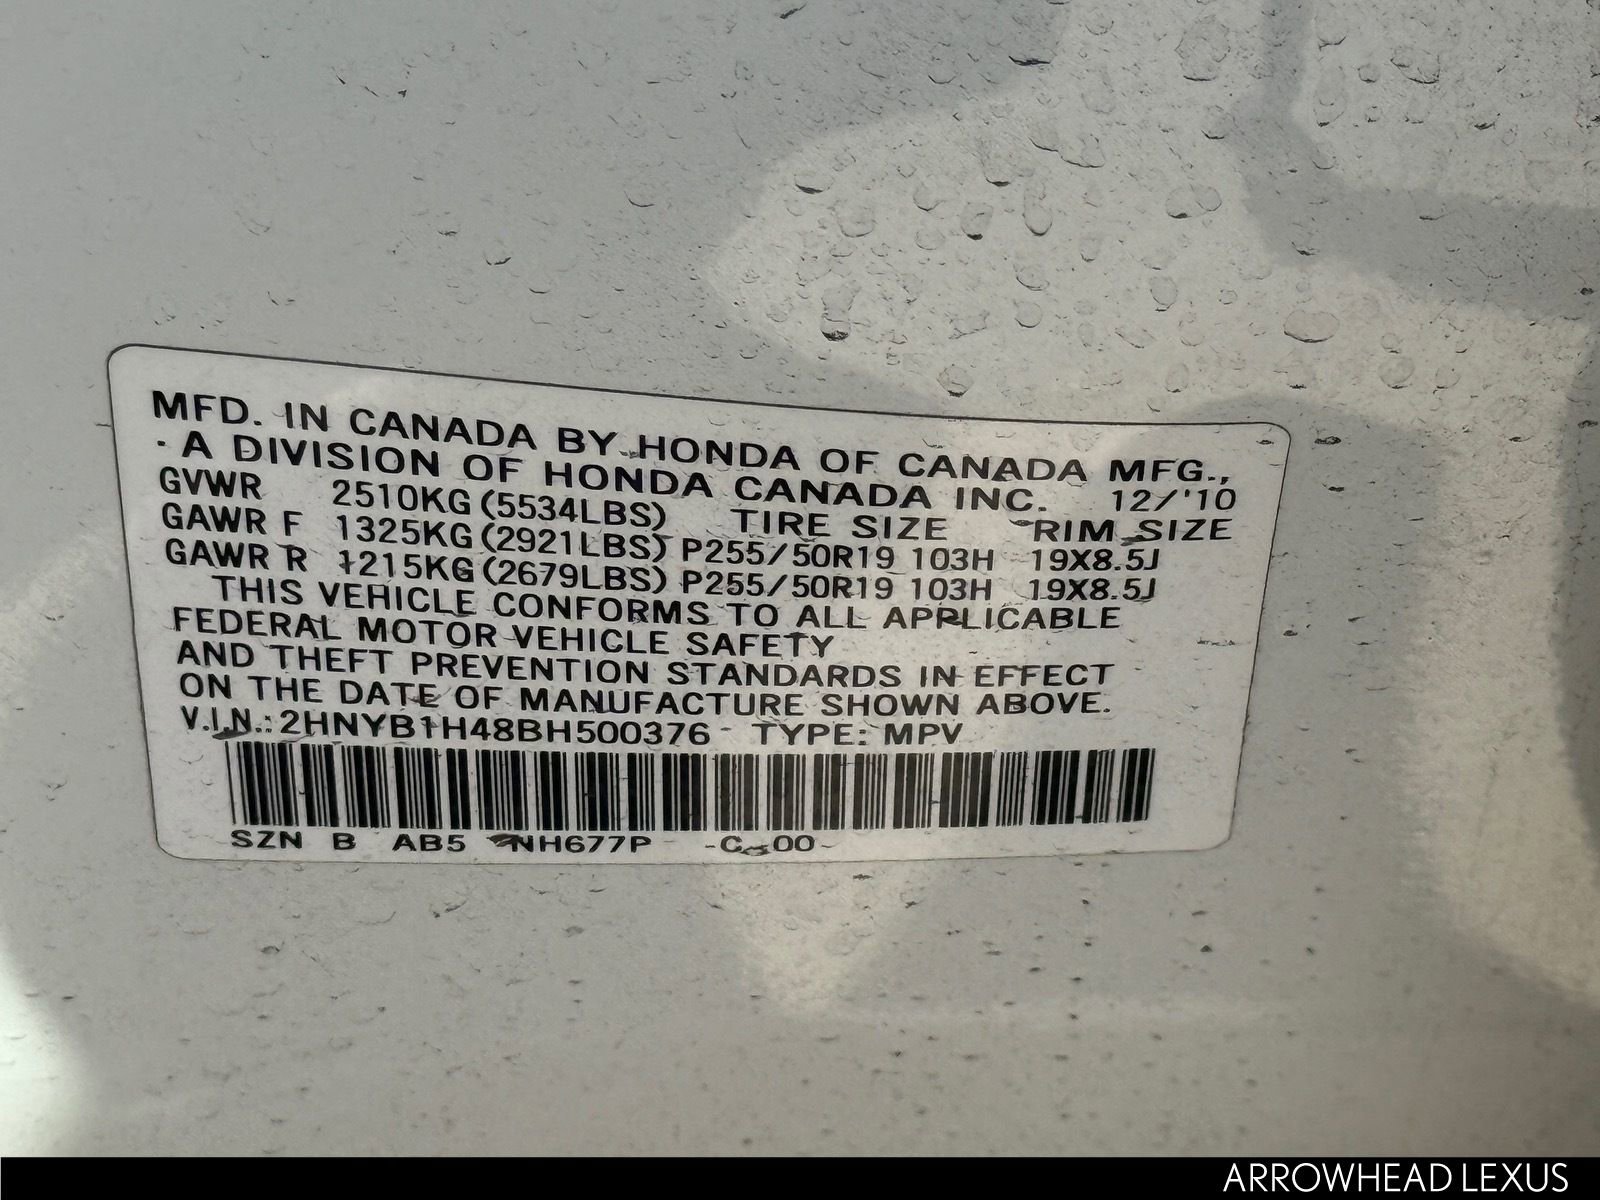 MFD. IN CANADA BY HONDA OF CANADA MFG.,
A DIVISION OF HONDA CANADA INC. 12/'10
GVWR 2510KG (5534LBS) TIRE SIZE RIM SIZE
GAWR F 1325KG (2921LBS) P255/50R19 103H 19X8.5J
GAWR R 1215KG (2679LBS) P255/50R19 103H 19X8.5J
THIS VEHICLE CONFORMS TO ALL APPLICABLE
FEDERAL MOTOR VEHICLE SAFETY
AND THEFT PREVENTION STANDARDS IN EFFECT
ON THE DATE OF MANUFACTURE SHOWN ABOVE.
V.I.N.: 2HNYB1H48BH500376 TYPE: MPV
SZN B AB5 NH677P -C 00-
ARROWHEAD LEXUS